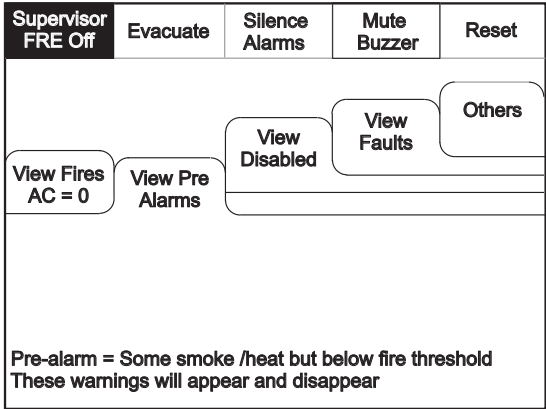 Supervisor
FRE Off
Evacuate
Silence
Alarms
Mute
Buzzer
Reset
View Fires
AC = 0
View Pre
Alarms
View
Disabled
View
Faults
Others
Pre-alarm = Some smoke /heat but below fire threshold
These warnings will appear and disappear